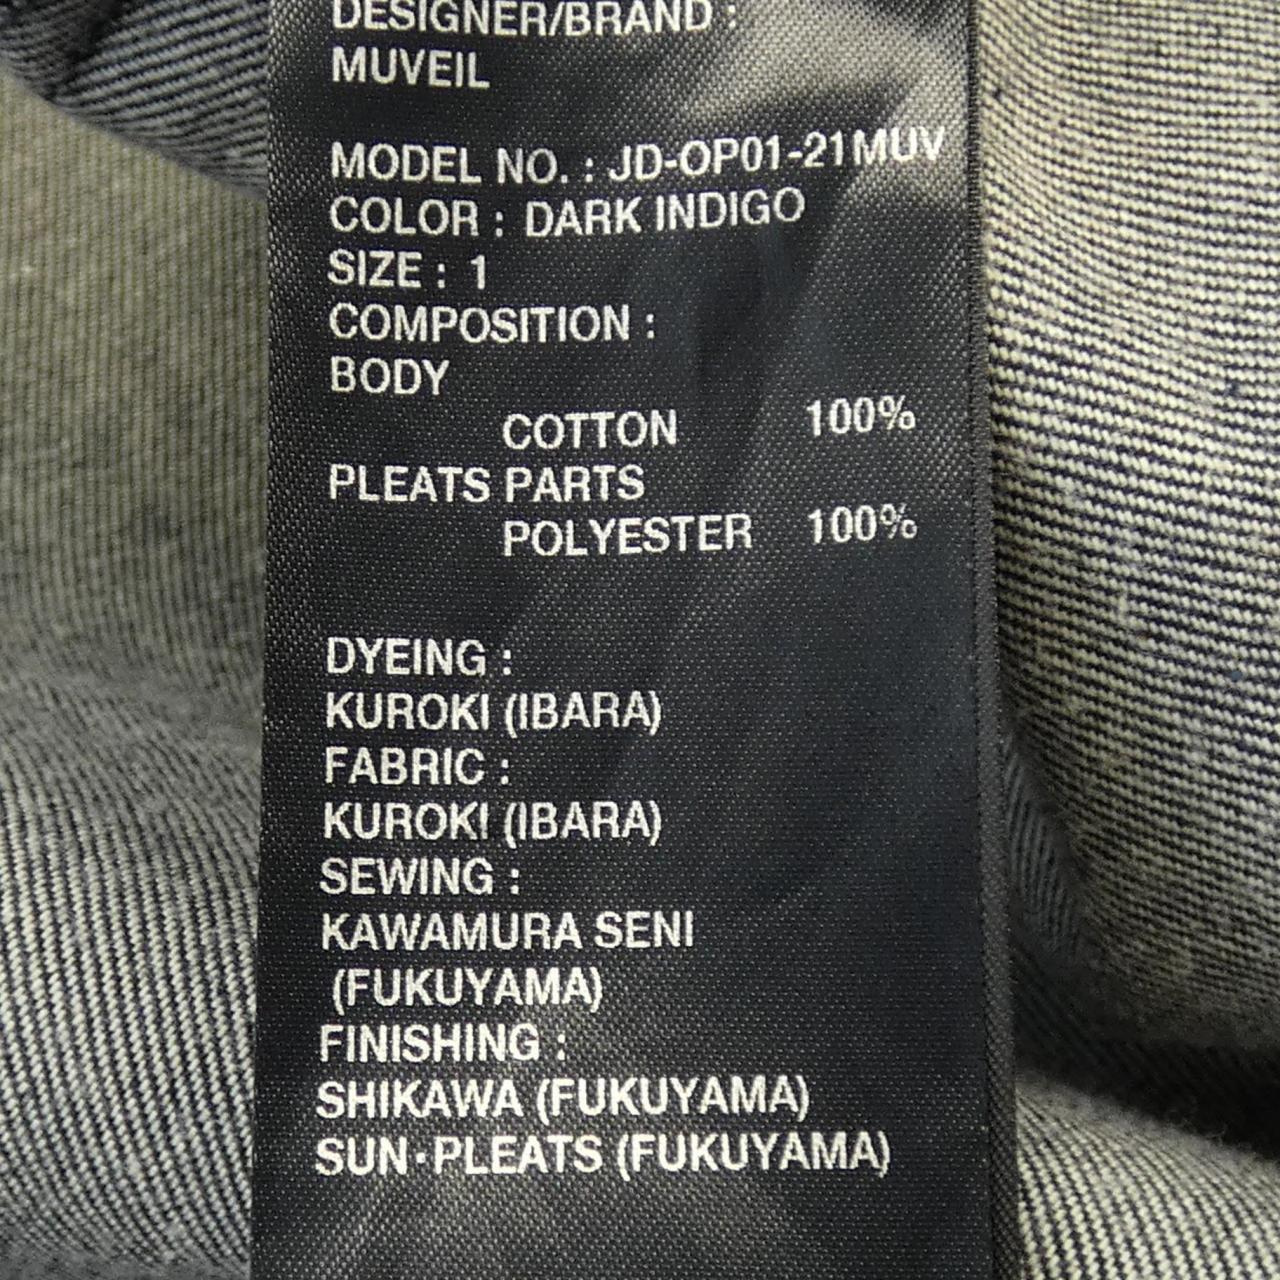 DESIGNER/BRAND :
MUVEIL
MODEL NO. : JD-OP01-21MUV
COLOR : DARK INDIGO
SIZE : 1
COMPOSITION :
BODY
COTTON 100%
PLEATS PARTS
POLYESTER 100%
DYEING :
KUROKI (IBARA)
FABRIC :
KUROKI (IBARA)
SEWING :
KAWAMURA SENI
(FUKUYAMA)
FINISHING :
SHIKAWA (FUKUYAMA)
SUN·PLEATS (FUKUYAMA)